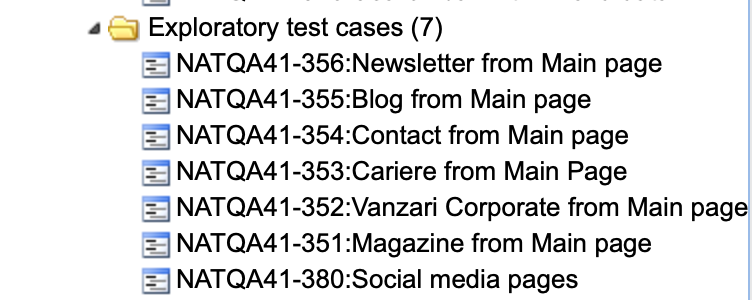 Exploratory test cases (7)
NATQA41-356:Newsletter from Main page
NATQA41-355:Blog from Main page
NATQA41-354:Contact from Main page
NATQA41-353:Cariere from Main Page
NATQA41-352:Vanzari Corporate from Main page
NATQA41-351:Magazine from Main page
NATQA41-380:Social media pages